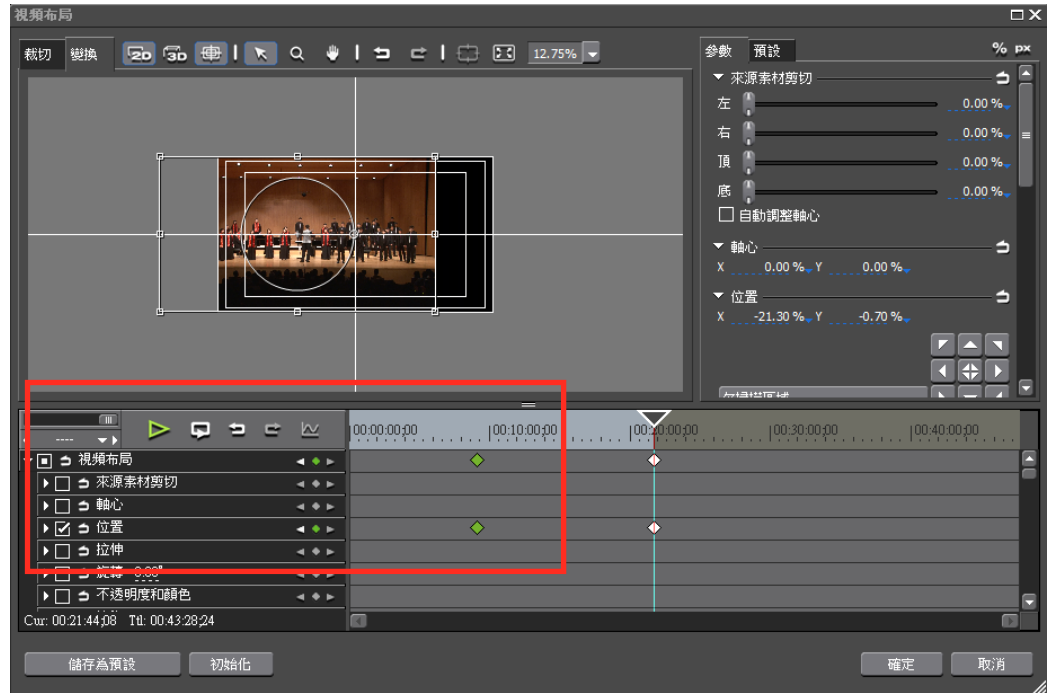 視頻布局
裁切 變換 2D 3D 12.75%
參數 預設 % px
來源素材剪切
左 0.00 %
右 0.00 %
頂 0.00 %
底 0.00 %
自動調整軸心
軸心
X 0.00 % Y 0.00 %
位置
X -21.30 % Y -0.70 %
----
00:00:00;00 00:10:00;00 00:20:00;00 00:30:00;00 00:40:00;00
視頻布局
來源素材剪切
軸心
位置
拉伸
旋轉 0.00°
不透明度和顏色
Cur: 00:21:44;08 Ttl: 00:43:28;24
儲存為預設 初始化 確定 取消